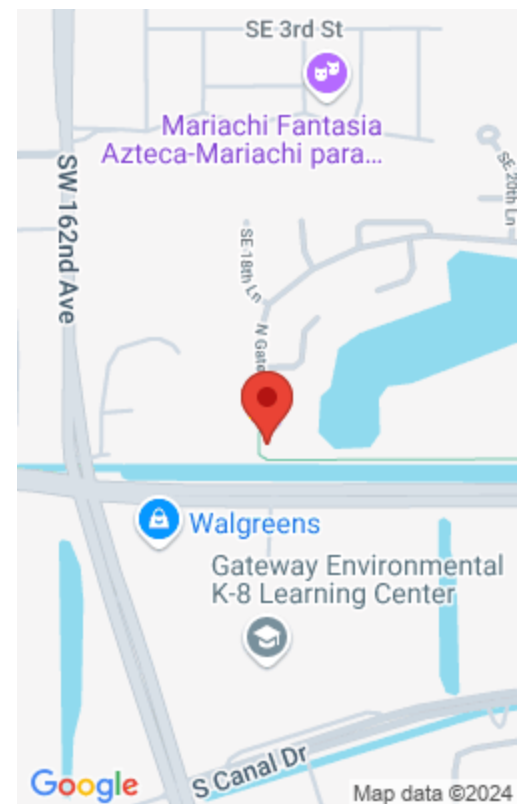 SE 3rd St
Mariachi Fantasia
Azteca-Mariachi para...
SW 162nd Ave
SE 20th Ln
SE 18th Ln
N Gate
Walgreens
Gateway Environmental
K-8 Learning Center
S Canal Dr
Google
Map data ©2024